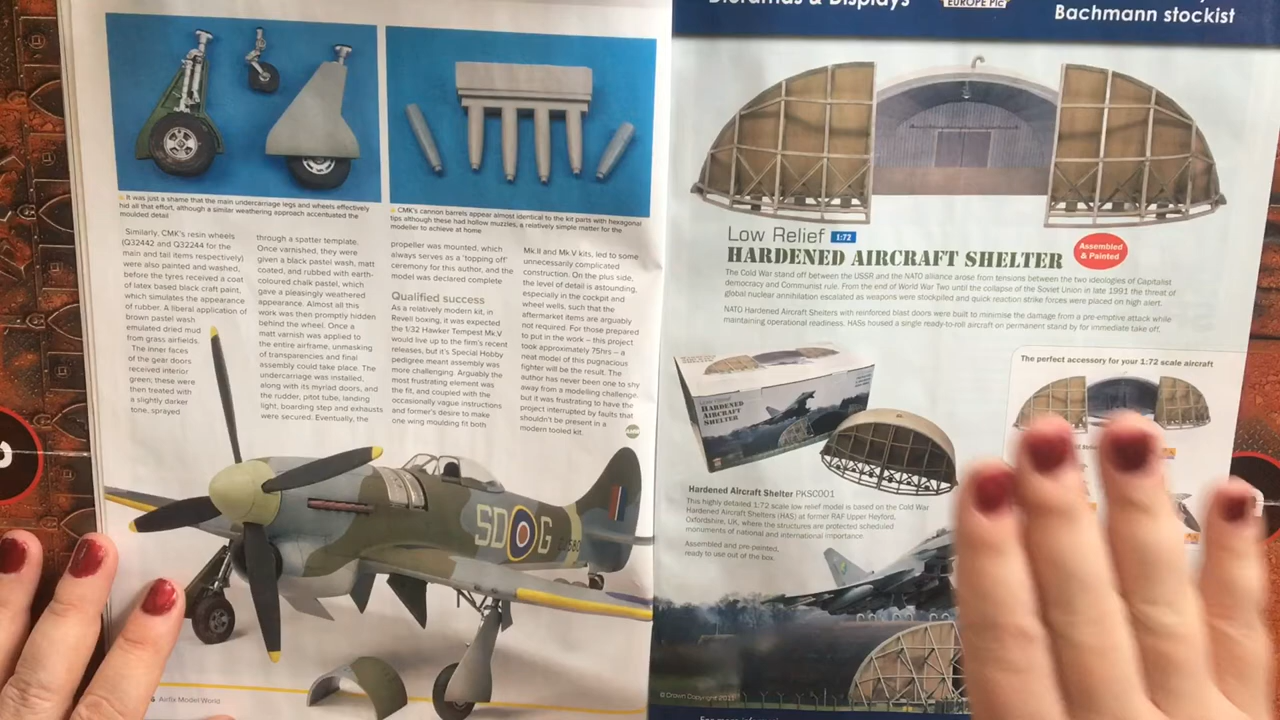 It was just a shame that the main undercarriage legs and wheels effectively
hid all that effort, although a similar weathering approach accentuated the
moulded detail
CMK's cannon barrels appear almost identical to the kit parts with hexagonal
tips although these had hollow muzzles, a relatively simple matter for the
modeller to achieve at home
Similarly, CMK's resin wheels
(Q32442 and Q32244 for the
main and tail items respectively)
were also painted and washed,
before the tyres received a coat
of latex based black craft paint,
which simulates the appearance
of rubber. A liberal application of
brown pastel wash
emulated dried mud
from grass airfields.
The inner faces
of the gear doors
received interior
green; these were
then treated with
a slightly darker
tone, sprayed
through a spatter template.
Once varnished, they were
given a black pastel wash, matt
coated, and rubbed with earth-
coloured chalk pastel, which
gave a pleasingly weathered
appearance. Almost all this
work was then promptly hidden
behind the wheel. Once a
matt varnish was applied to
the entire airframe, unmasking
of transparencies and final
assembly could take place. The
undercarriage was installed,
along with its myriad doors, and
the rudder, pitot tube, landing
light, boarding step and exhausts
were secured. Eventually, the
propeller was mounted, which
always serves as a 'topping off'
ceremony for this author, and the
model was declared complete
Qualified success
As a relatively modern kit, in
Revell boxing, it was expected
the 1/32 Hawker Tempest Mk.V
would live up to the firm's recent
releases, but it's Special Hobby
pedigree meant assembly was
more challenging. Arguably the
most frustrating element was
the fit, and coupled with the
occasionally vague instructions
and former's desire to make
one wing moulding fit both
Mk.II and Mk.V kits, led to some
unnecessarily complicated
construction. On the plus side,
the level of detail is astounding,
especially in the cockpit and
wheel wells, such that the
aftermarket items are arguably
not required. For those prepared
to put in the work – this project
took approximately 75hrs – a
neat model of this pugnacious
fighter will be the result. The
author has never been one to shy
away from a modelling challenge,
but it was frustrating to have the
project interrupted by faults that
shouldn't be present in a
modern tooled kit.
SD G
Airfix Model World
Dioramas & Displays
EUROPE Plc
Bachmann stockist
Low Relief 1:72
HARDENED AIRCRAFT SHELTER
Assembled
& Painted
The Cold War stand off between the USSR and the NATO alliance arose from tensions between the two ideologies of Capitalist
democracy and Communist rule. From the end of World War Two until the collapse of the Soviet Union in late 1991 the threat of
global nuclear annihilation escalated as weapons were stockpiled and quick reaction strike forces were placed on high alert.
NATO Hardened Aircraft Shelters with reinforced blast doors were built to minimise the damage from a pre-emptive attack while
maintaining operational readiness. HASs housed a single ready-to-roll aircraft on permanent stand by for immediate take off.
The perfect accessory for your 1:72 scale aircraft
Low Relief
HARDENED
AIRCRAFT
SHELTER
Hardened Aircraft Shelter PKSC001
This highly detailed 1:72 scale low relief model is based on the Cold War
Hardened Aircraft Shelters (HAS) at former RAF Upper Heyford,
Oxfordshire, UK, where the structures are protected scheduled
monuments of national and international importance.
Assembled and pre-painted,
ready to use out of the box.
© Crown Copyright